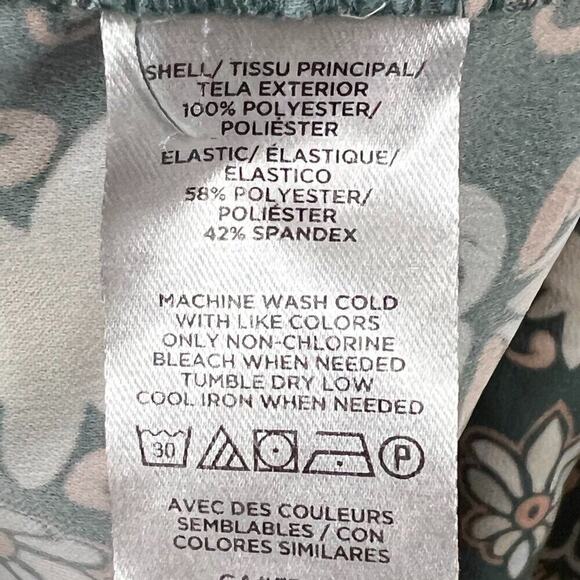 SHELL/ TISSU PRINCIPAL/
TELA EXTERIOR
100% POLYESTER/
POLIÉSTER
ELASTIC/ ÉLASTIQUE/
ELASTICO
58% POLYESTER/
POLIÉSTER
42% SPANDEX
MACHINE WASH COLD
WITH LIKE COLORS
ONLY NON-CHLORINE
BLEACH WHEN NEEDED
TUMBLE DRY LOW
COOL IRON WHEN NEEDED
30 P
AVEC DES COULEURS
SEMBLABLES / CON
COLORES SIMILARES